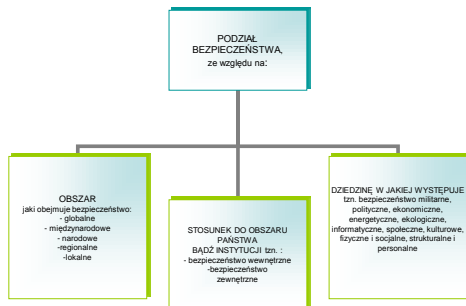 PODZIAŁ
BEZPIECZEŃSTWA,
ze względu na:
OBSZAR
jaki obejmuje bezpieczeństwo:
- globalne
- międzynarodowe
- narodowe
-regionalne
-lokalne
STOSUNEK DO OBSZARU
PAŃSTWA
BĄDŹ INSTYTUCJI tzn. :
- bezpieczeństwo wewnętrzne
-bezpieczeństwo
zewnętrzne
DZIEDZINĘ W JAKIEJ WYSTĘPUJE
tzn. bezpieczeństwo militarne,
polityczne, ekonomiczne,
energetyczne, ekologiczne,
informatyczne, społeczne, kulturowe,
fizyczne i socjalne, strukturalne i
personalne